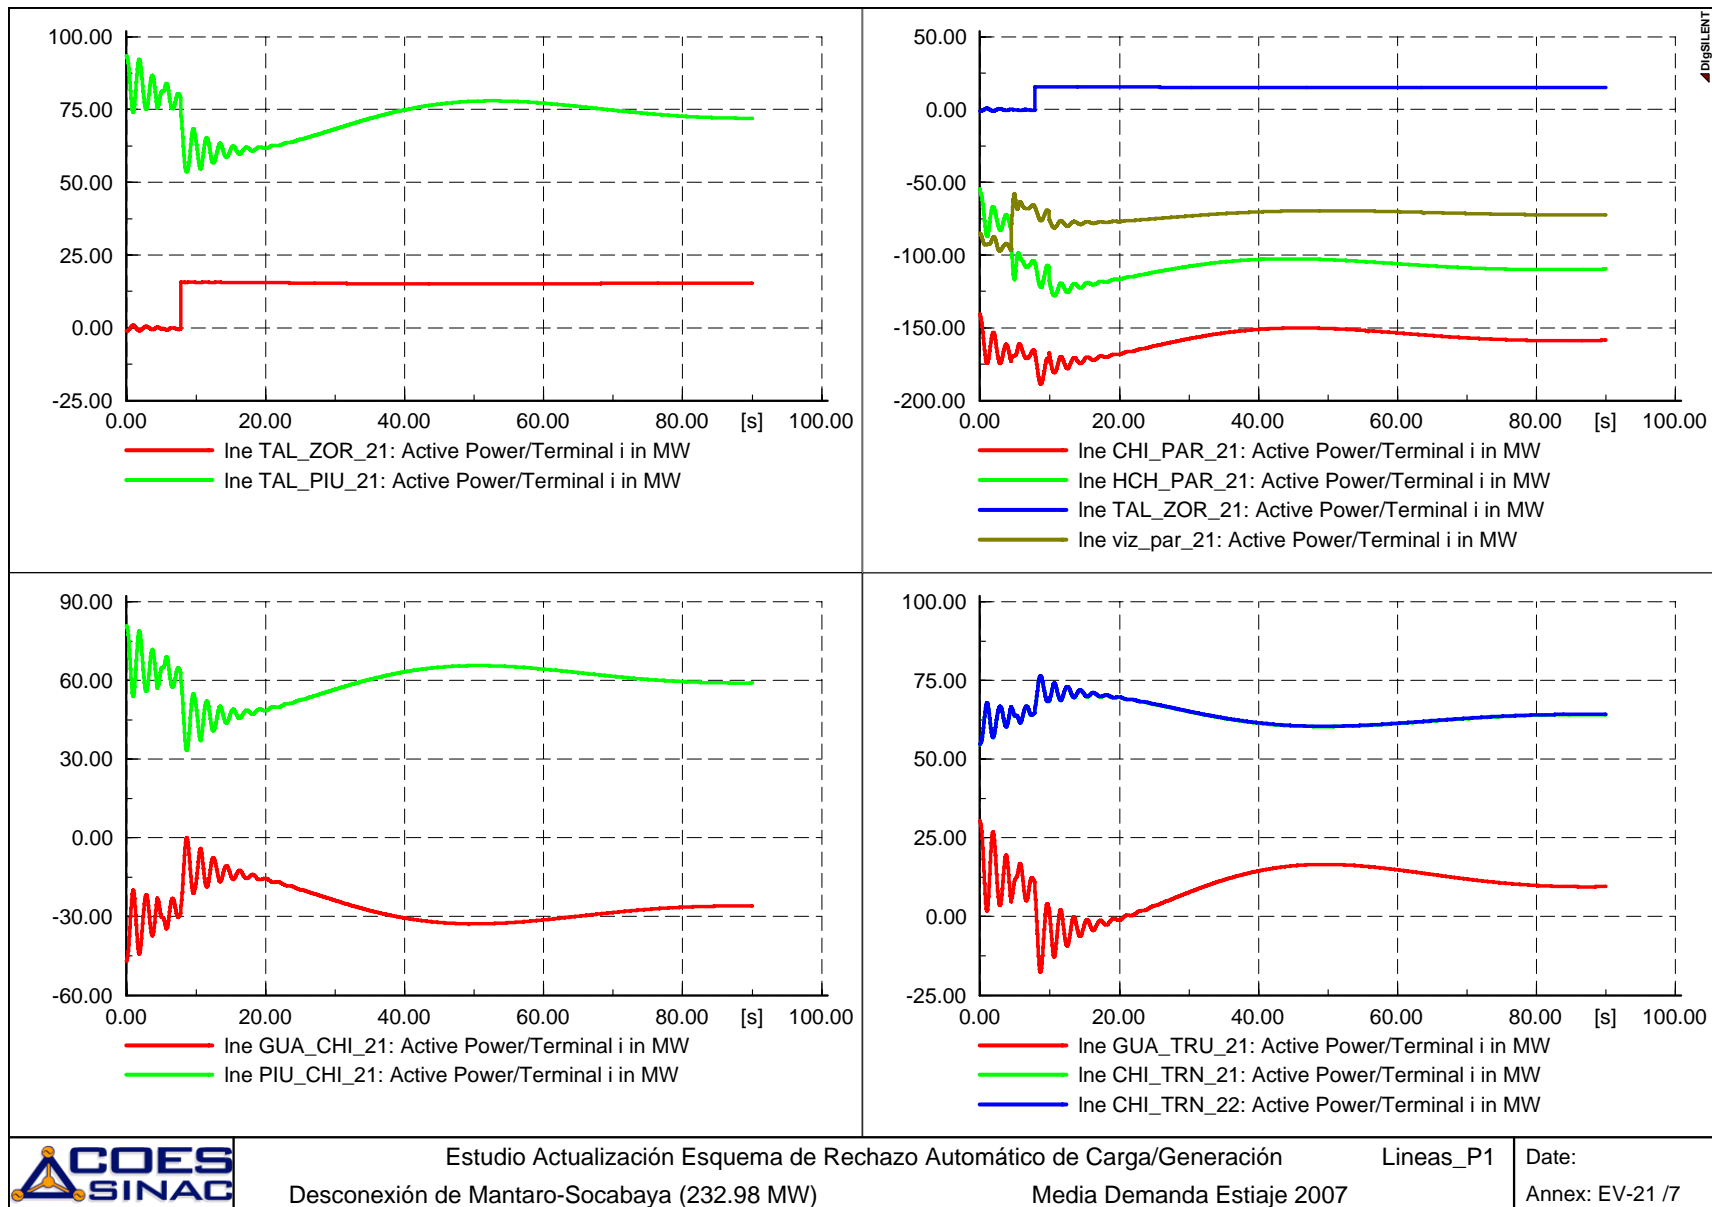 100.00
75.00
50.00
25.00
0.00
-25.00
0.00 20.00 40.00 60.00 80.00 [s] 100.00
lne TAL_ZOR_21: Active Power/Terminal i in MW
lne TAL_PIU_21: Active Power/Terminal i in MW
50.00
0.00
-50.00
-100.00
-150.00
-200.00
0.00 20.00 40.00 60.00 80.00 [s] 100.00
lne CHI_PAR_21: Active Power/Terminal i in MW
lne HCH_PAR_21: Active Power/Terminal i in MW
lne TAL_ZOR_21: Active Power/Terminal i in MW
lne viz_par_21: Active Power/Terminal i in MW
DIgSILENT
90.00
60.00
30.00
0.00
-30.00
-60.00
0.00 20.00 40.00 60.00 80.00 [s] 100.00
lne GUA_CHI_21: Active Power/Terminal i in MW
lne PIU_CHI_21: Active Power/Terminal i in MW
100.00
75.00
50.00
25.00
0.00
-25.00
0.00 20.00 40.00 60.00 80.00 [s] 100.00
lne GUA_TRU_21: Active Power/Terminal i in MW
lne CHI_TRN_21: Active Power/Terminal i in MW
lne CHI_TRN_22: Active Power/Terminal i in MW
COES
SINAC
Estudio Actualización Esquema de Rechazo Automático de Carga/Generación
Desconexión de Mantaro-Socabaya (232.98 MW)
Lineas_P1
Media Demanda Estiaje 2007
Date:
Annex: EV-21 /7